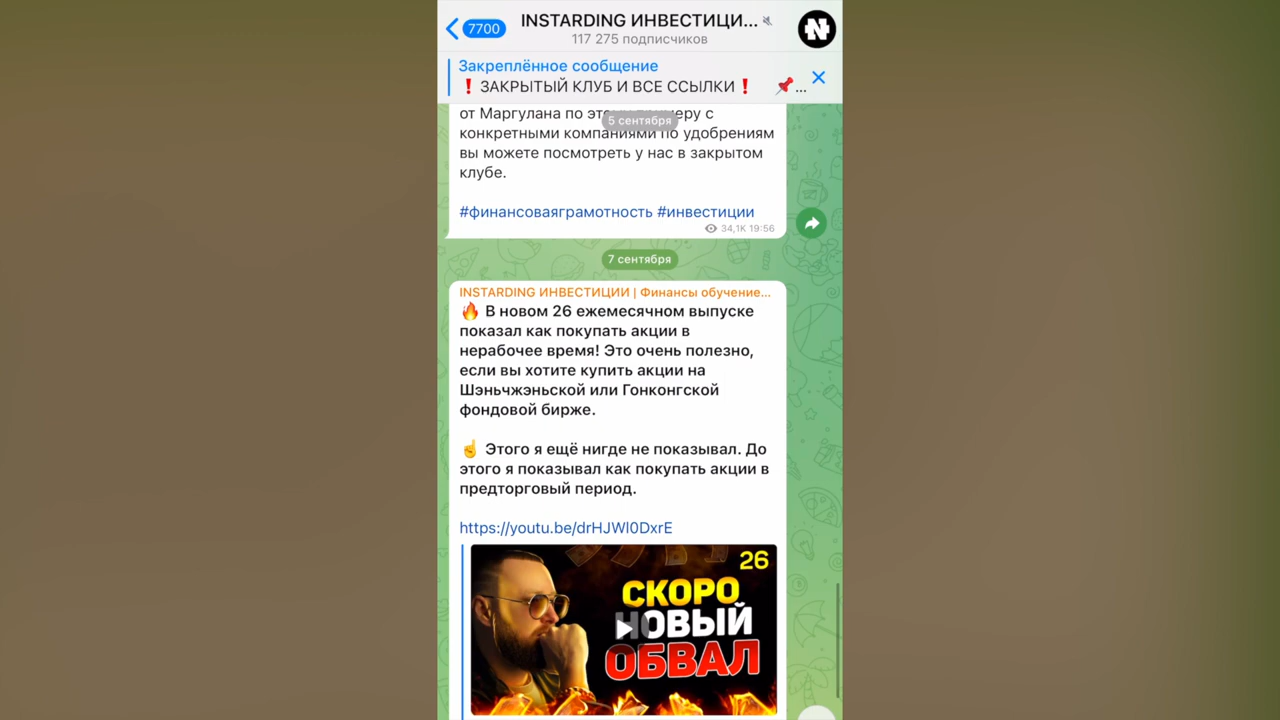 7700
INSTARDING ИНВЕСТИЦИ...
117 275 подписчиков
Закреплённое сообщение
❗ ЗАКРЫТЫЙ КЛУБ И ВСЕ ССЫЛКИ❗ 📌...
от Маргулана по этому примеру с
5 сентября
конкретными компаниями по удобрениям
вы можете посмотреть у нас в закрытом
клубе.
#финансоваяграмотность #инвестиции
34,1K 19:56
7 сентября
INSTARDING ИНВЕСТИЦИИ | Финансы обучение...
🔥 В новом 26 ежемесячном выпуске
показал как покупать акции в
нерабочее время! Это очень полезно,
если вы хотите купить акции на
Шэньчжэньской или Гонконгской
фондовой бирже.
☝️ Этого я ещё нигде не показывал. До
этого я показывал как покупать акции в
предторговый период.
https://youtu.be/drHJWl0DxrE
26
СКОРО
НОВЫЙ
ОБВАЛ